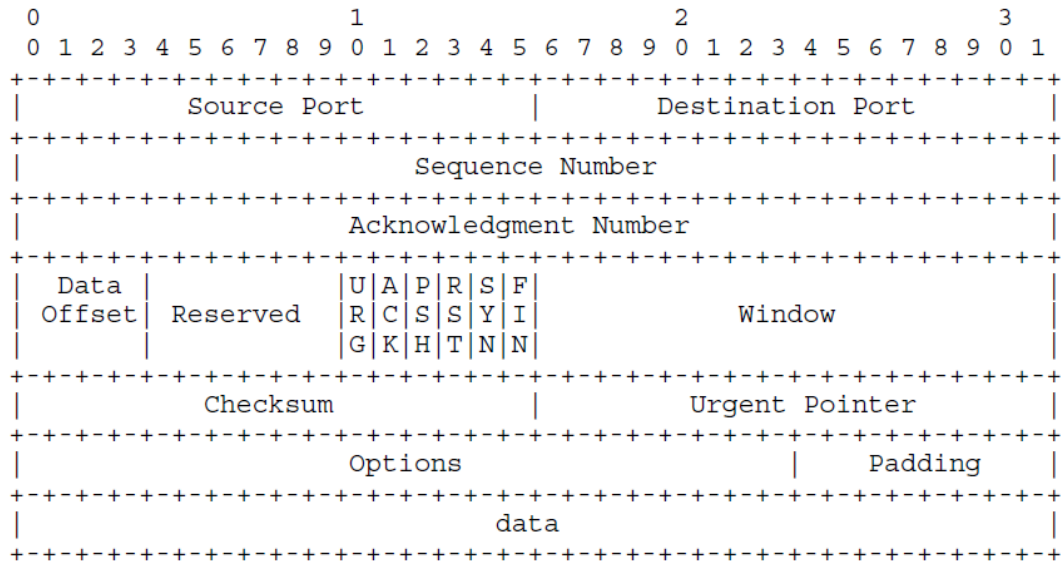 0                   1                   2                   3
 0 1 2 3 4 5 6 7 8 9 0 1 2 3 4 5 6 7 8 9 0 1 2 3 4 5 6 7 8 9 0 1
+-+-+-+-+-+-+-+-+-+-+-+-+-+-+-+-+-+-+-+-+-+-+-+-+-+-+-+-+-+-+-+-+
|          Source Port          |       Destination Port        |
+-+-+-+-+-+-+-+-+-+-+-+-+-+-+-+-+-+-+-+-+-+-+-+-+-+-+-+-+-+-+-+-+
|                        Sequence Number                        |
+-+-+-+-+-+-+-+-+-+-+-+-+-+-+-+-+-+-+-+-+-+-+-+-+-+-+-+-+-+-+-+-+
|                    Acknowledgment Number                      |
+-+-+-+-+-+-+-+-+-+-+-+-+-+-+-+-+-+-+-+-+-+-+-+-+-+-+-+-+-+-+-+-+
|  Data |           |U|A|P|R|S|F|                               |
| Offset| Reserved  |R|C|S|S|Y|I|            Window             |
|       |           |G|K|H|T|N|N|                               |
+-+-+-+-+-+-+-+-+-+-+-+-+-+-+-+-+-+-+-+-+-+-+-+-+-+-+-+-+-+-+-+-+
|           Checksum            |         Urgent Pointer        |
+-+-+-+-+-+-+-+-+-+-+-+-+-+-+-+-+-+-+-+-+-+-+-+-+-+-+-+-+-+-+-+-+
|                    Options                    |    Padding    |
+-+-+-+-+-+-+-+-+-+-+-+-+-+-+-+-+-+-+-+-+-+-+-+-+-+-+-+-+-+-+-+-+
|                             data                              |
+-+-+-+-+-+-+-+-+-+-+-+-+-+-+-+-+-+-+-+-+-+-+-+-+-+-+-+-+-+-+-+-+